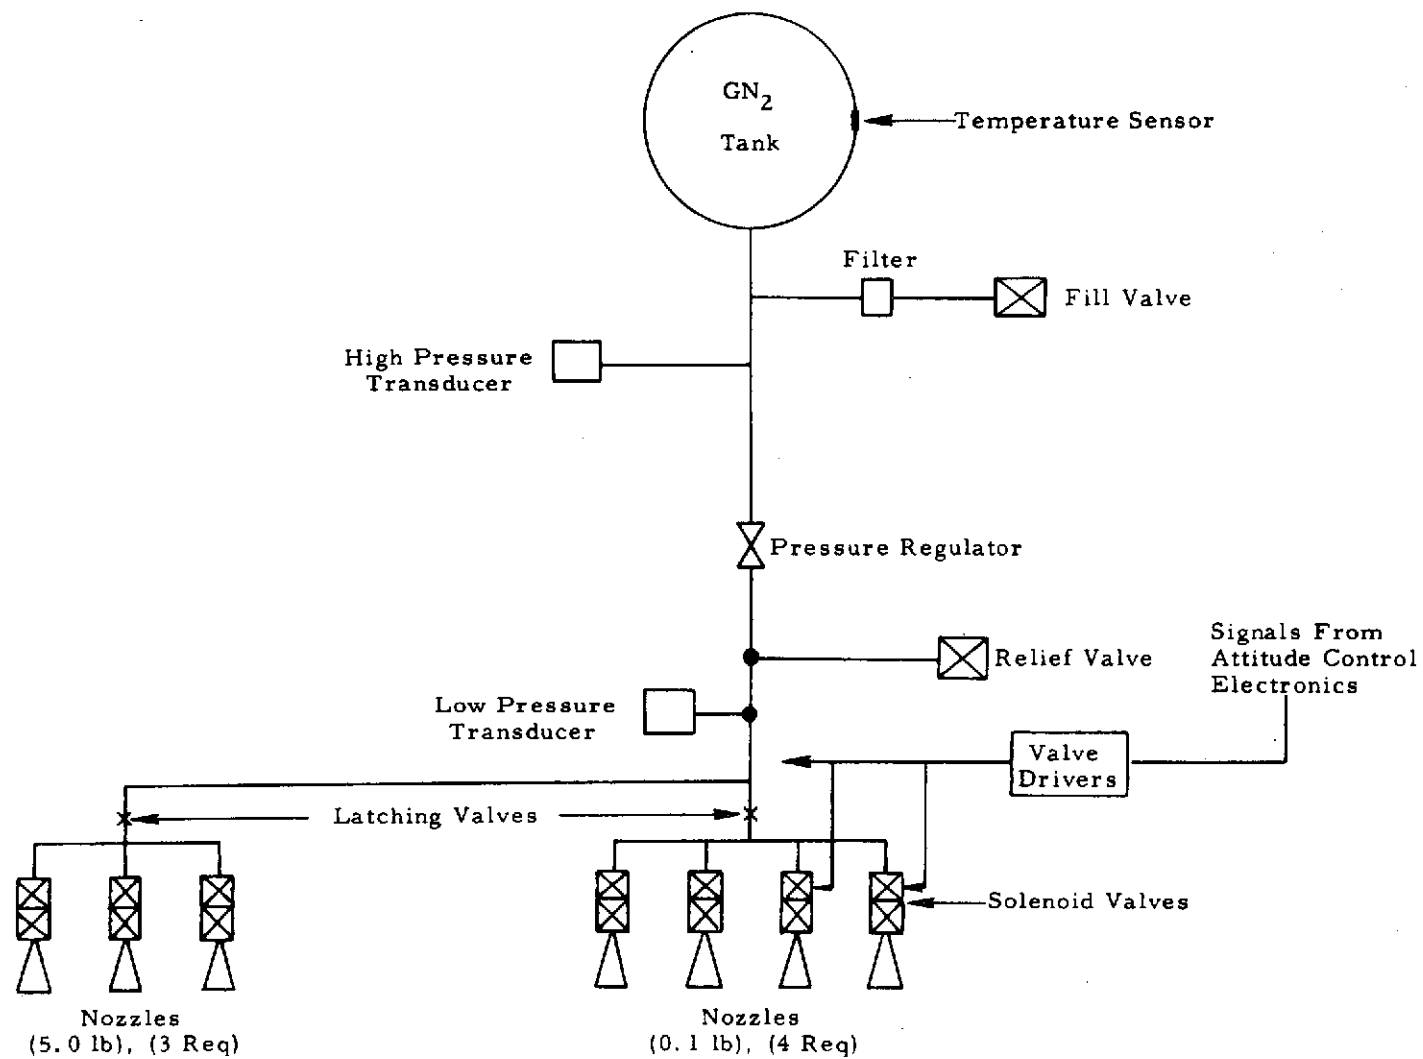 GN2
Tank
Temperature Sensor
Filter
Fill Valve
High Pressure
Transducer
Pressure Regulator
Relief Valve
Signals From
Attitude Control
Electronics
Low Pressure
Transducer
Valve
Drivers
Latching Valves
Solenoid Valves
Nozzles
(5.0 lb), (3 Req)
Nozzles
(0.1 lb), (4 Req)